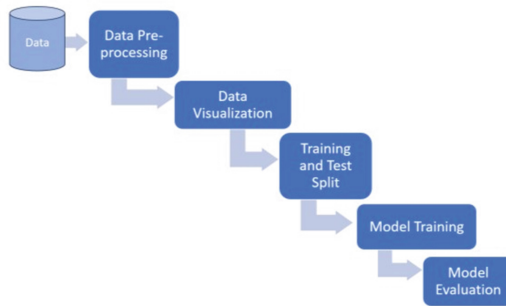 Data
Data Pre-
processing
Data
Visualization
Training
and Test
Split
Model Training
Model
Evaluation